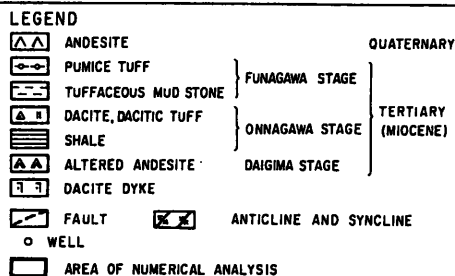 LEGEND
ANDESITE QUATERNARY
PUMICE TUFF
FUNAGAWA STAGE
TUFFACEOUS MUD STONE
DACITE, DACITIC TUFF
TERTIARY
ONNAGAWA STAGE
(MIOCENE)
SHALE
ALTERED ANDESITE DAIGIMA STAGE
DACITE DYKE
FAULT ANTICLINE AND SYNCLINE
WELL
AREA OF NUMERICAL ANALYSIS